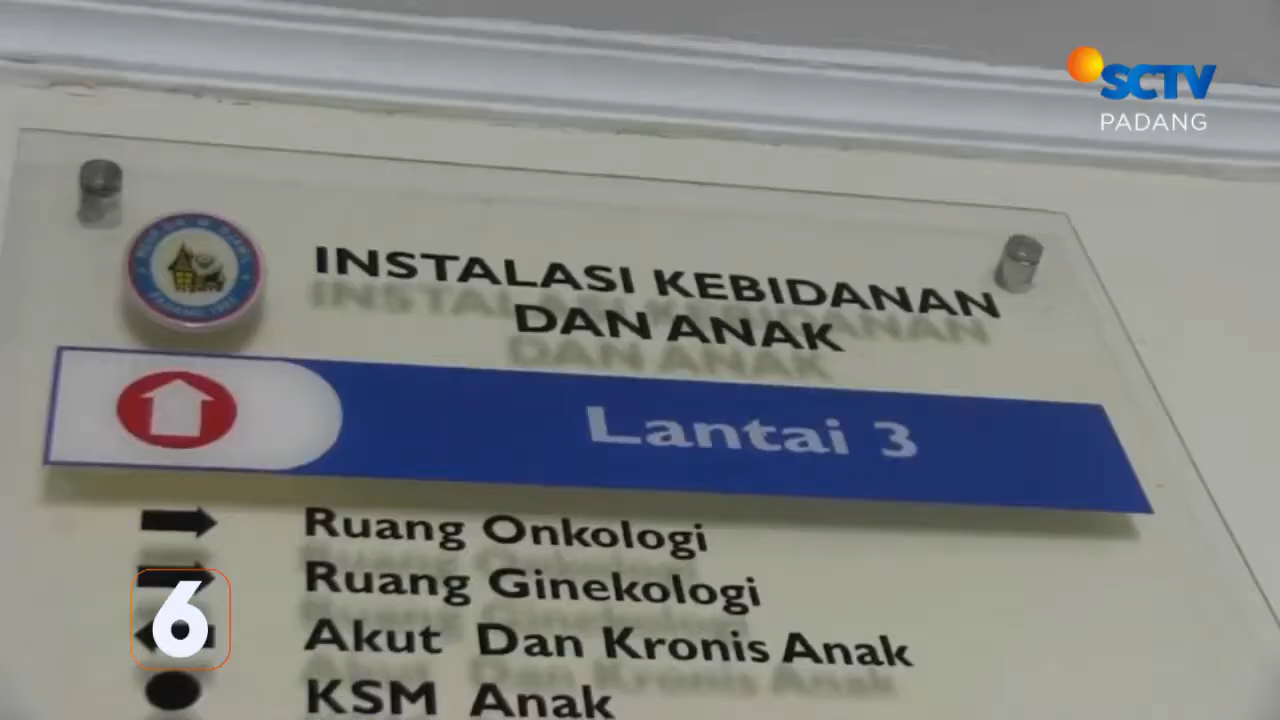 SCTV
PADANG
INSTALASI KEBIDANAN
DAN ANAK
Lantai 3
Ruang Onkologi
Ruang Ginekologi
Akut Dan Kronis Anak
KSM Anak
6